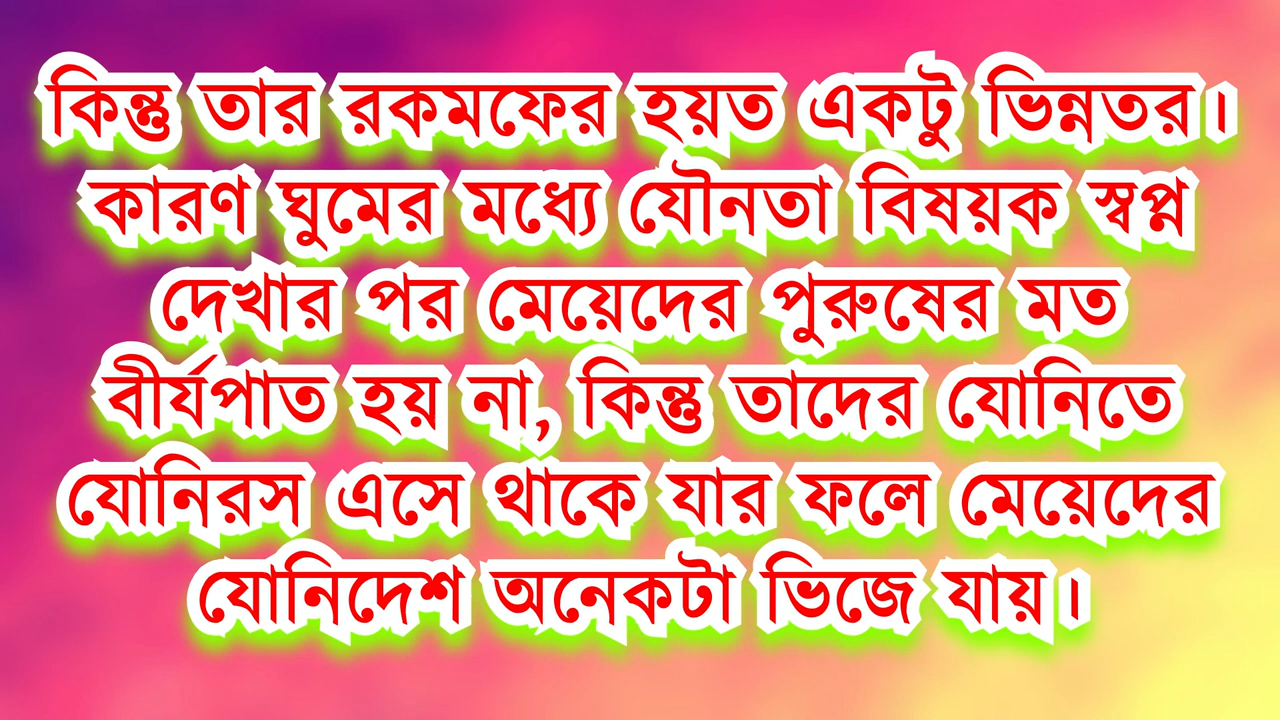 কিন্তু তার রকমফের হয়ত একটু ভিন্নতর।
কারণ ঘুমের মধ্যে যৌনতা বিষয়ক স্বপ্ন
দেখার পর মেয়েদের পুরুষের মত
বীর্যপাত হয় না, কিন্তু তাদের যোনিতে
যোনিরস এসে থাকে যার ফলে মেয়েদের
যোনিদেশ অনেকটা ভিজে যায়।